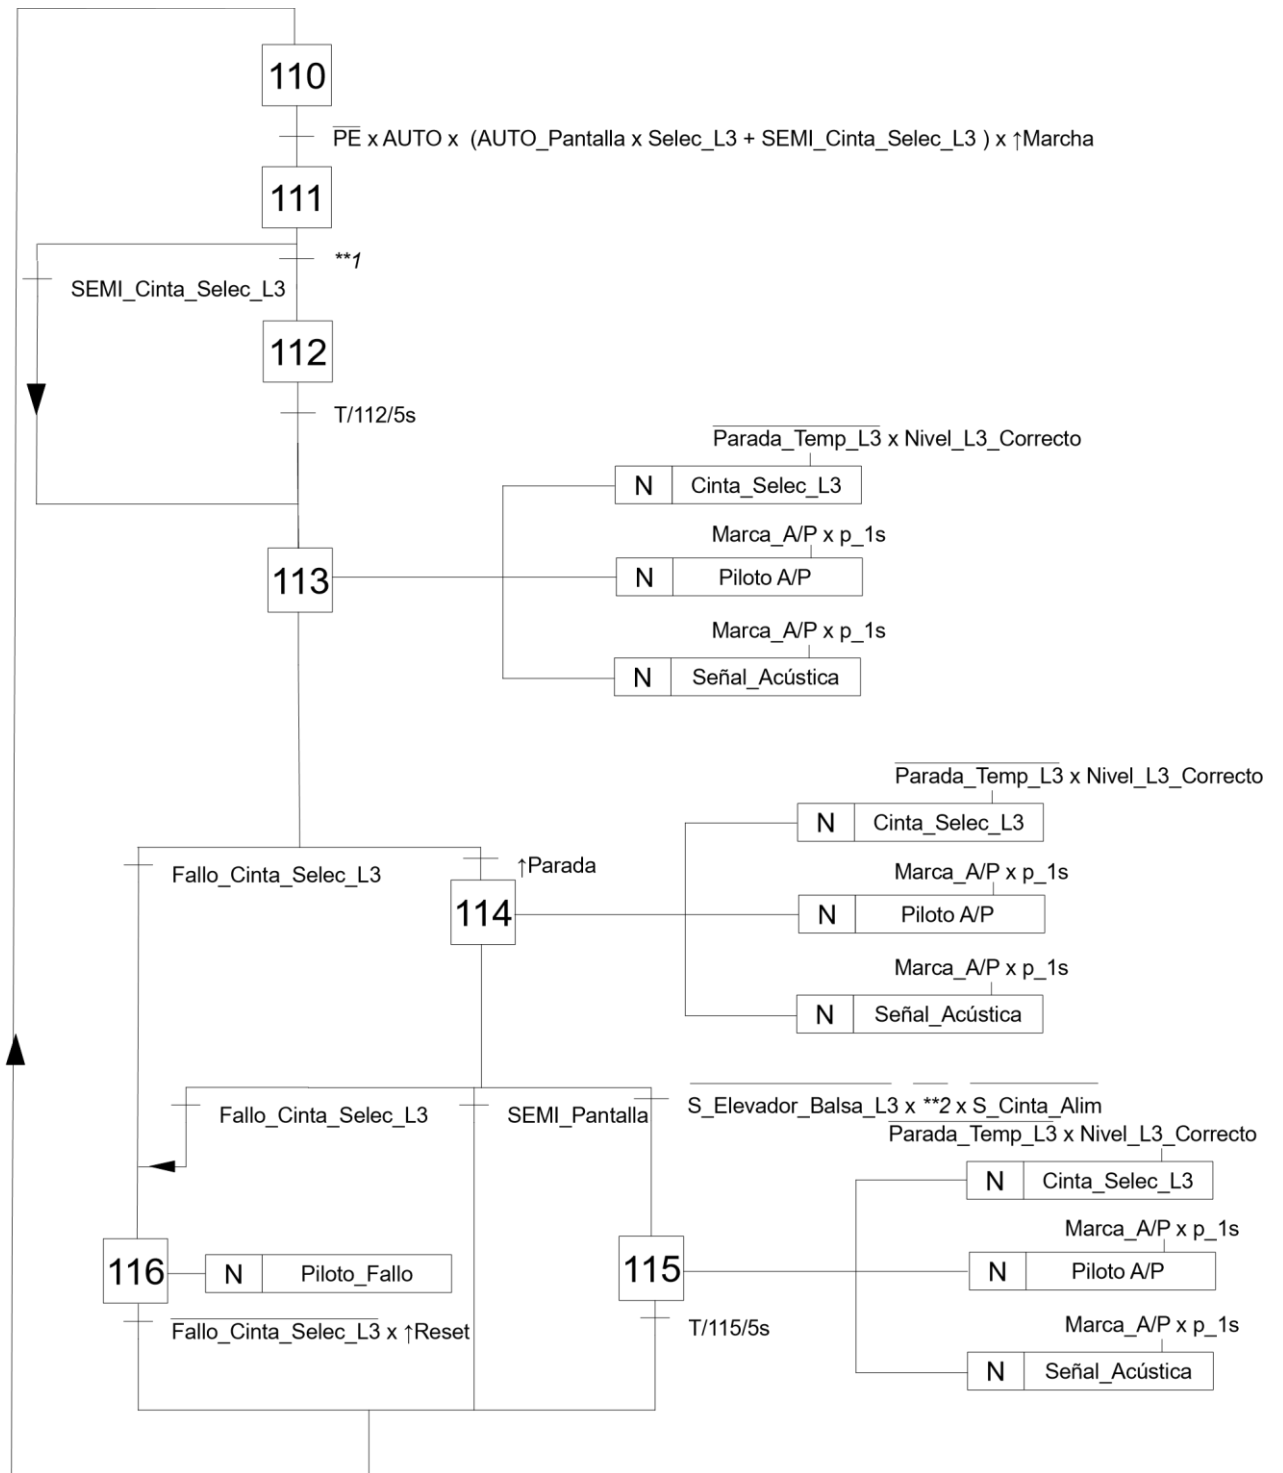 110
PE x AUTO x (AUTO_Pantalla x Selec_L3 + SEMI_Cinta_Selec_L3 ) x ↑Marcha
111
**1
SEMI_Cinta_Selec_L3
112
T/112/5s
Parada_Temp_L3 x Nivel_L3_Correcto
N Cinta_Selec_L3
Marca_A/P x p_1s
113
N Piloto A/P
Marca_A/P x p_1s
N Señal_Acústica
Parada_Temp_L3 x Nivel_L3_Correcto
N Cinta_Selec_L3
Fallo_Cinta_Selec_L3
↑Parada
Marca_A/P x p_1s
114
N Piloto A/P
Marca_A/P x p_1s
N Señal_Acústica
Fallo_Cinta_Selec_L3
SEMI_Pantalla
S_Elevador_Balsa_L3 x **2 x S_Cinta_Alim
Parada_Temp_L3 x Nivel_L3_Correcto
N Cinta_Selec_L3
Marca_A/P x p_1s
116
N Piloto_Fallo
115
N Piloto A/P
Fallo_Cinta_Selec_L3 x ↑Reset
T/115/5s
Marca_A/P x p_1s
N Señal_Acústica